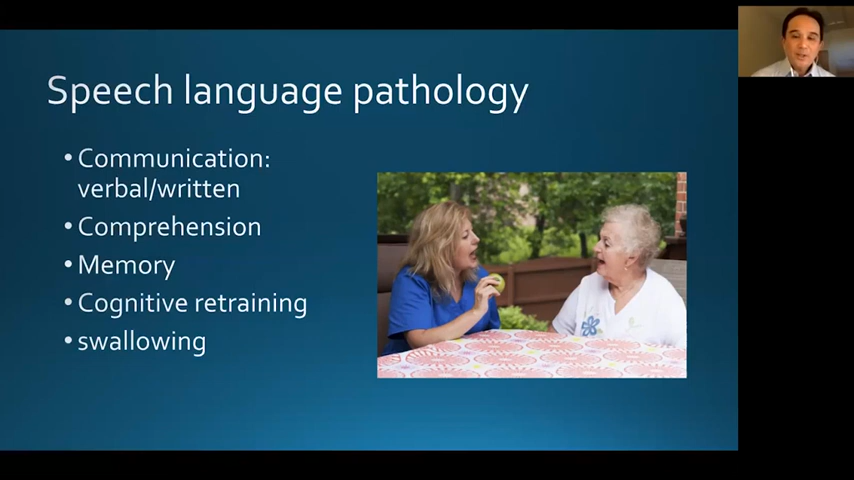 Speech language pathology
• Communication:
verbal/written
• Comprehension
• Memory
• Cognitive retraining
• swallowing